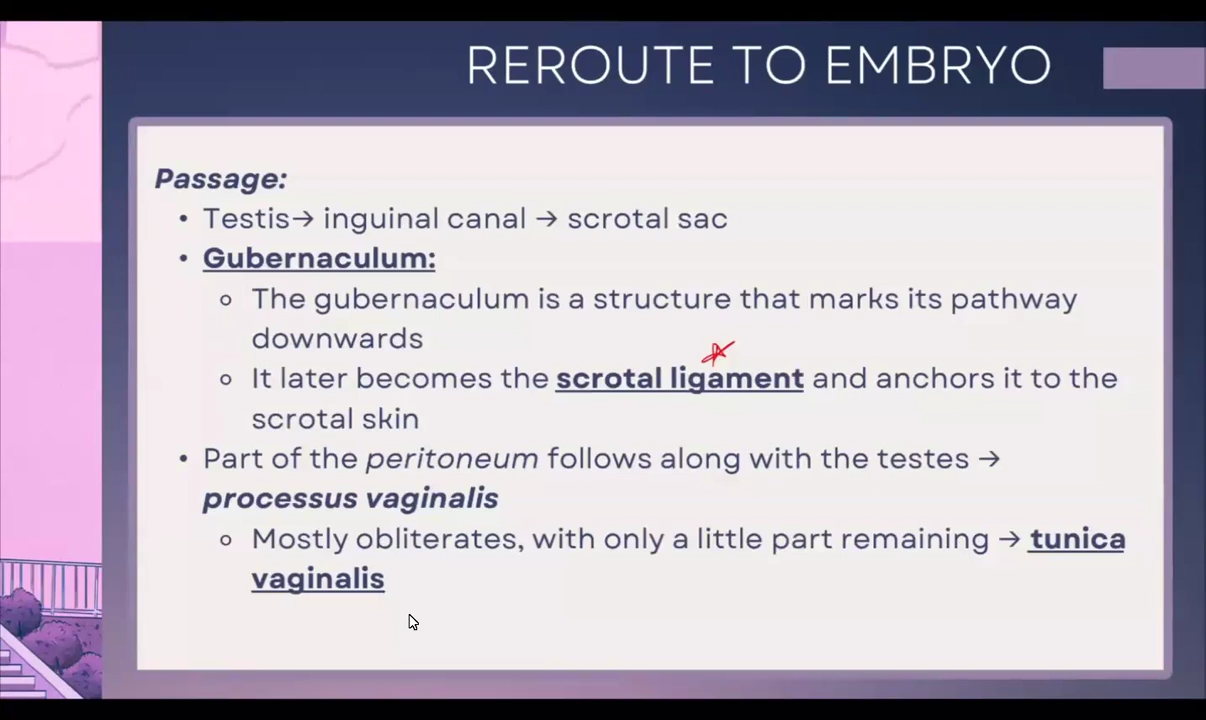 REROUTE TO EMBRYO
Passage:
• Testis→ inguinal canal → scrotal sac
• Gubernaculum:
◦ The gubernaculum is a structure that marks its pathway
downwards
◦ It later becomes the scrotal ligament and anchors it to the
scrotal skin
• Part of the peritoneum follows along with the testes →
processus vaginalis
◦ Mostly obliterates, with only a little part remaining → tunica
vaginalis